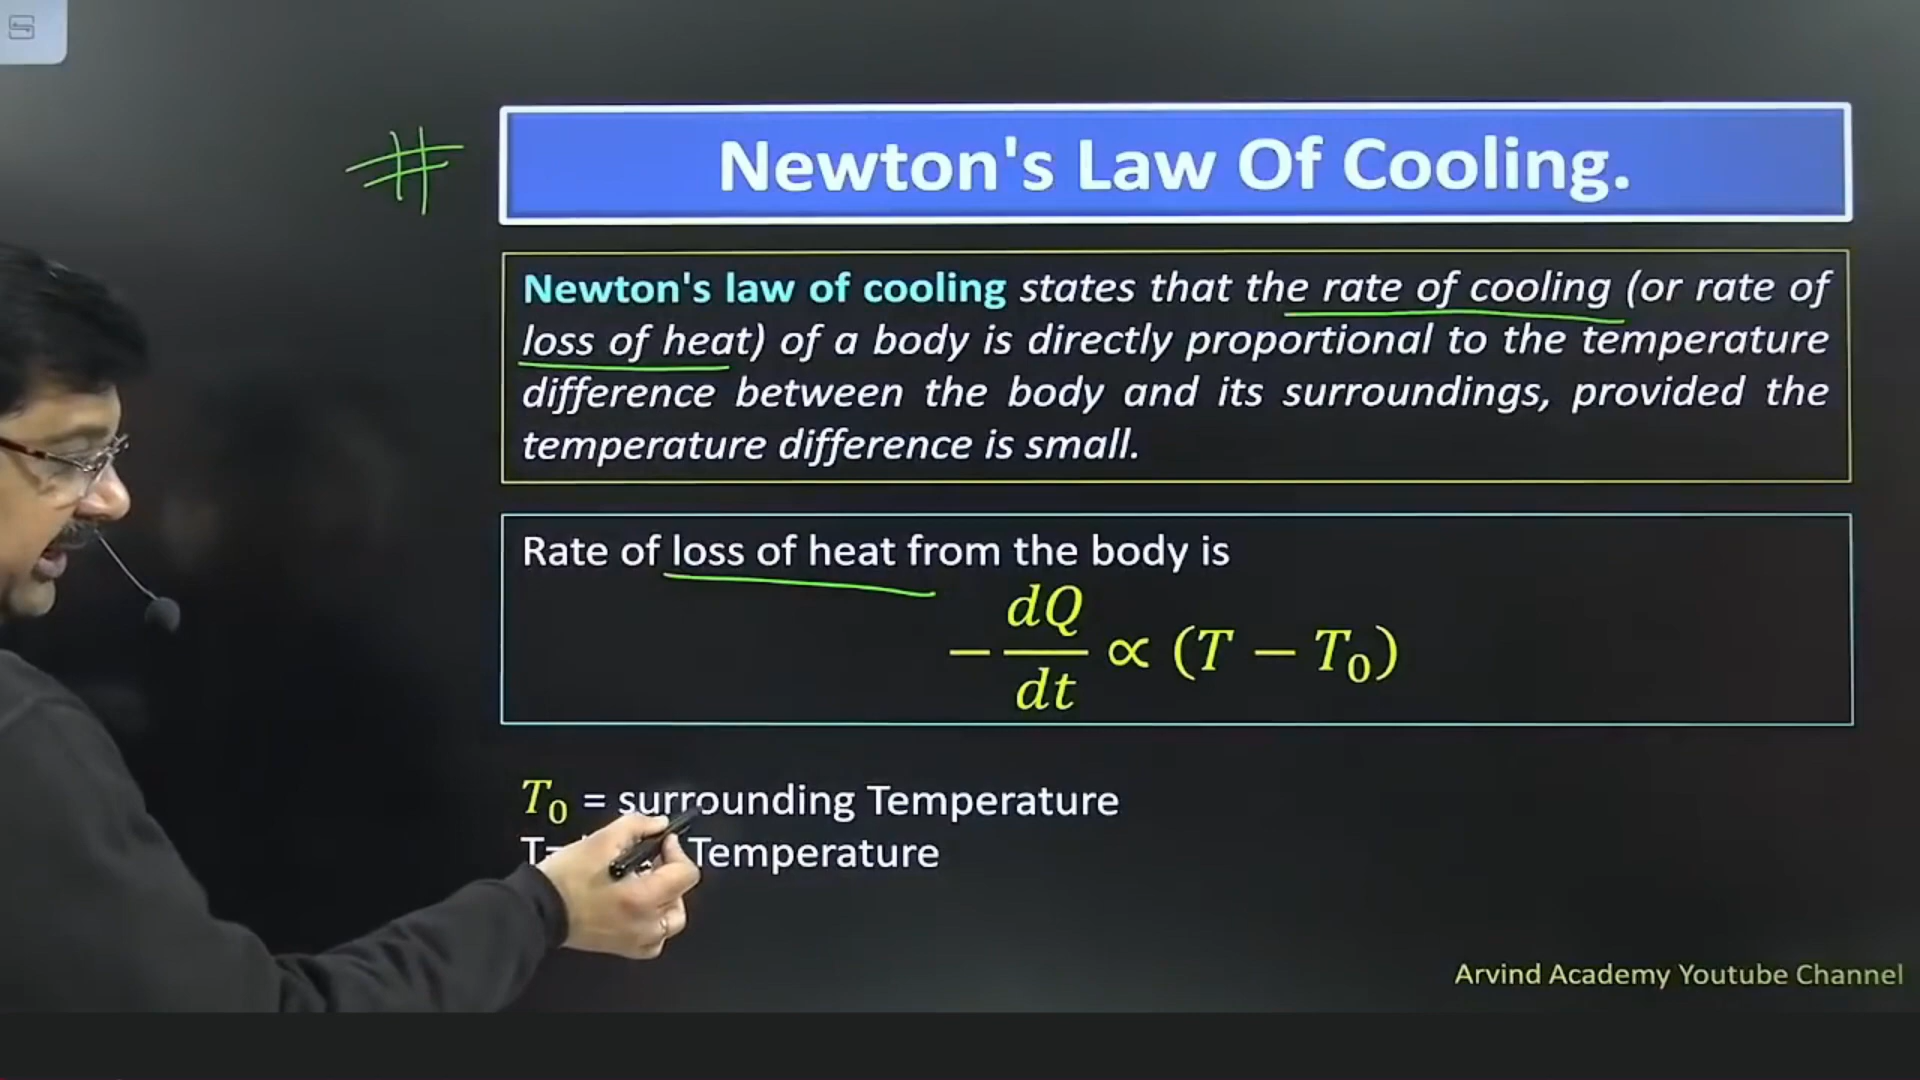 Newton's Law Of Cooling.
Newton's law of cooling states that the rate of cooling (or rate of
loss of heat) of a body is directly proportional to the temperature
difference between the body and its surroundings, provided the
temperature difference is small.
Rate of loss of heat from the body is
−dQ/dt ∝ (T − T₀)
T₀ = surrounding Temperature
T= Temperature
Arvind Academy Youtube Channel